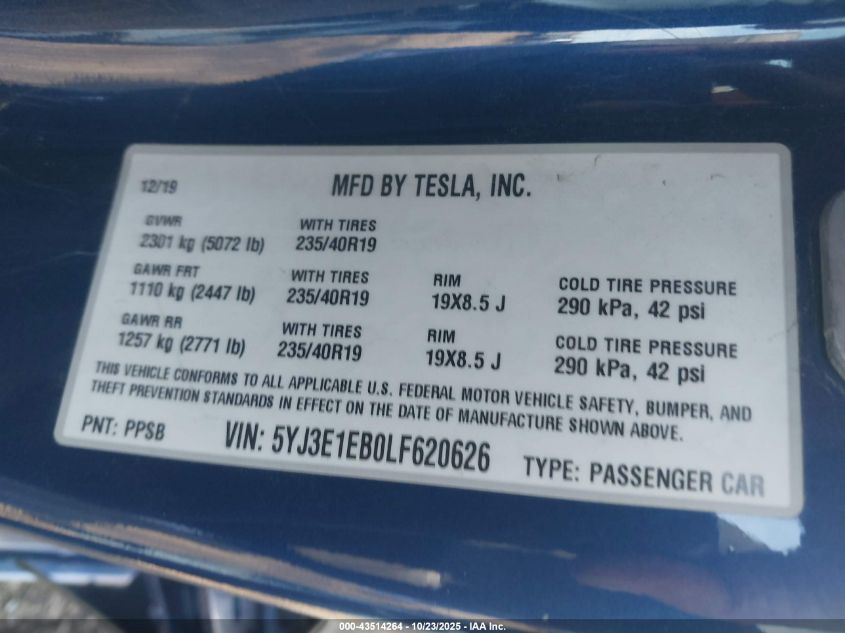 12/19 MFD BY TESLA, INC.
GVWR WITH TIRES
2301 kg (5072 lb) 235/40R19
GAWR FRT WITH TIRES RIM COLD TIRE PRESSURE
1110 kg (2447 lb) 235/40R19 19X8.5 J 290 kPa, 42 psi
GAWR RR WITH TIRES RIM COLD TIRE PRESSURE
1257 kg (2771 lb) 235/40R19 19X8.5 J 290 kPa, 42 psi
THIS VEHICLE CONFORMS TO ALL APPLICABLE U.S. FEDERAL MOTOR VEHICLE SAFETY, BUMPER, AND
THEFT PREVENTION STANDARDS IN EFFECT ON THE DATE OF MANUFACTURE SHOWN ABOVE.
PNT: PPSB VIN: 5YJ3E1EB0LF620626 TYPE: PASSENGER CAR
000-43514264 - 10/23/2025 - IAA Inc.